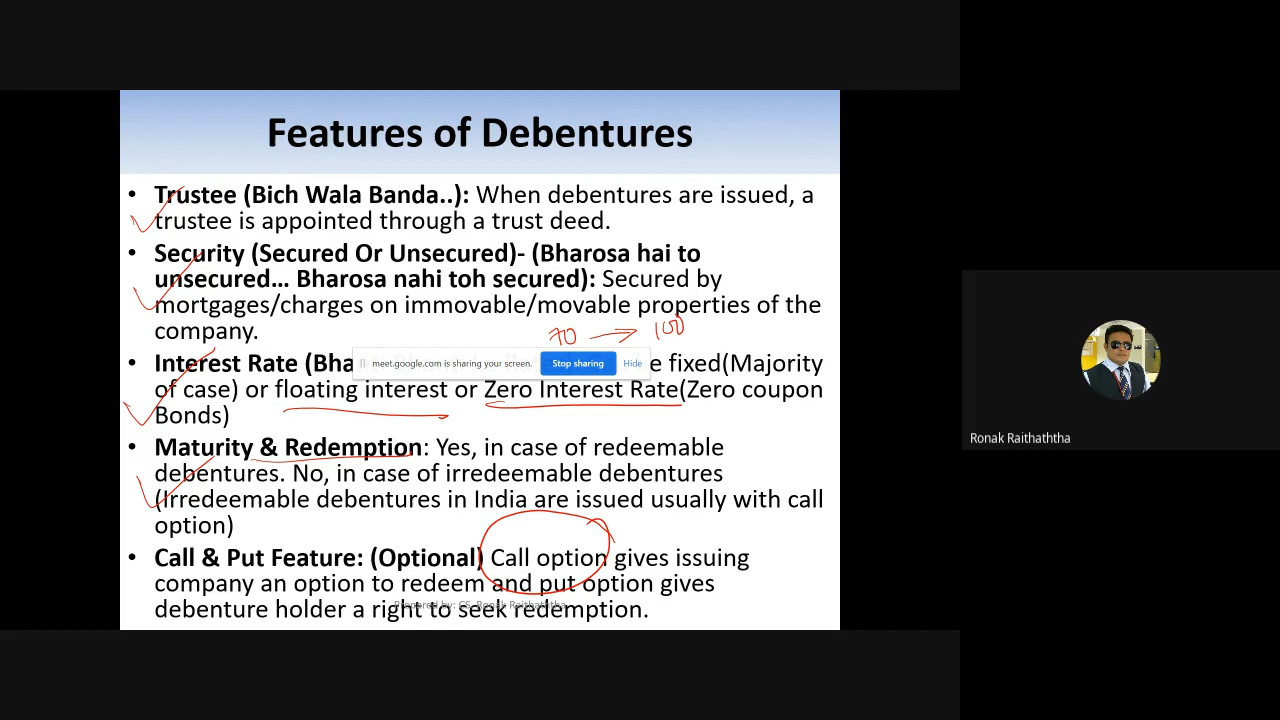 Features of Debentures
• Trustee (Bich Wala Banda..): When debentures are issued, a
trustee is appointed through a trust deed.
• Security (Secured Or Unsecured)- (Bharosa hai to
unsecured... Bharosa nahi toh secured): Secured by
mortgages/charges on immovable/movable properties of the
company.
70 → 100
• Interest Rate (Bha e fixed(Majority
meet.google.com is sharing your screen. Stop sharing Hide
of case) or floating interest or Zero Interest Rate(Zero coupon
Bonds)
• Maturity & Redemption: Yes, in case of redeemable
debentures. No, in case of irredeemable debentures
(Irredeemable debentures in India are issued usually with call
option)
• Call & Put Feature: (Optional) Call option gives issuing
company an option to redeem and put option gives
debenture holder a right to seek redemption.
Prepared by: CS. Ronak Raithaththa
Ronak Raithaththa